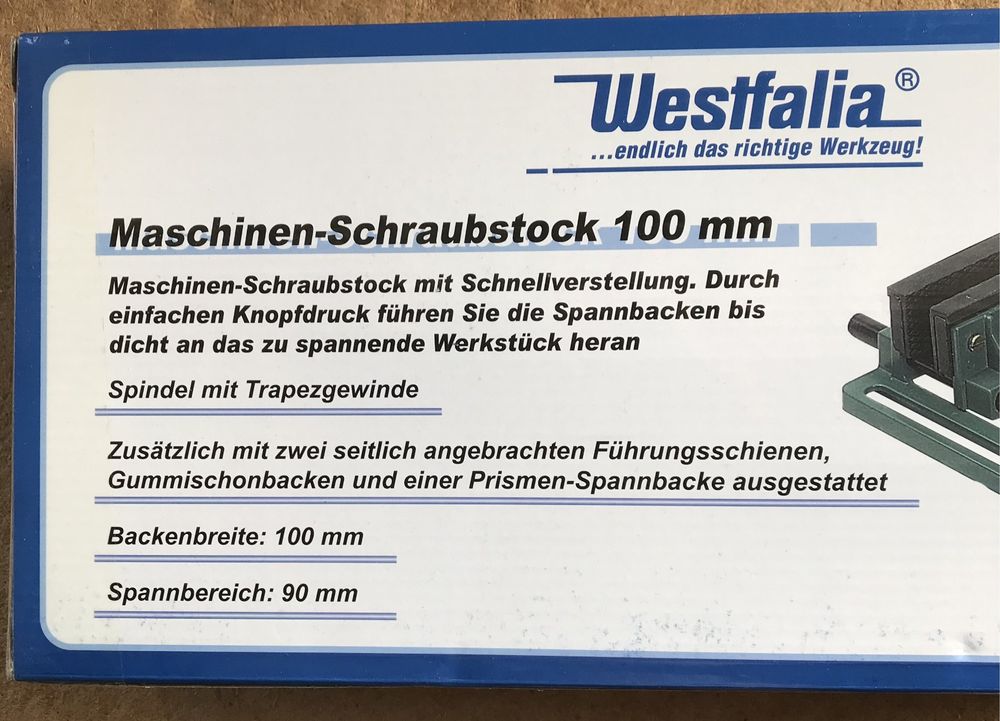 Westfalia®
...endlich das richtige Werkzeug!
Maschinen-Schraubstock 100 mm
Maschinen-Schraubstock mit Schnellverstellung. Durch
einfachen Knopfdruck führen Sie die Spannbacken bis
dicht an das zu spannende Werkstück heran
Spindel mit Trapezgewinde
Zusätzlich mit zwei seitlich angebrachten Führungsschienen,
Gummischonbacken und einer Prismen-Spannbacke ausgestattet
Backenbreite: 100 mm
Spannbereich: 90 mm